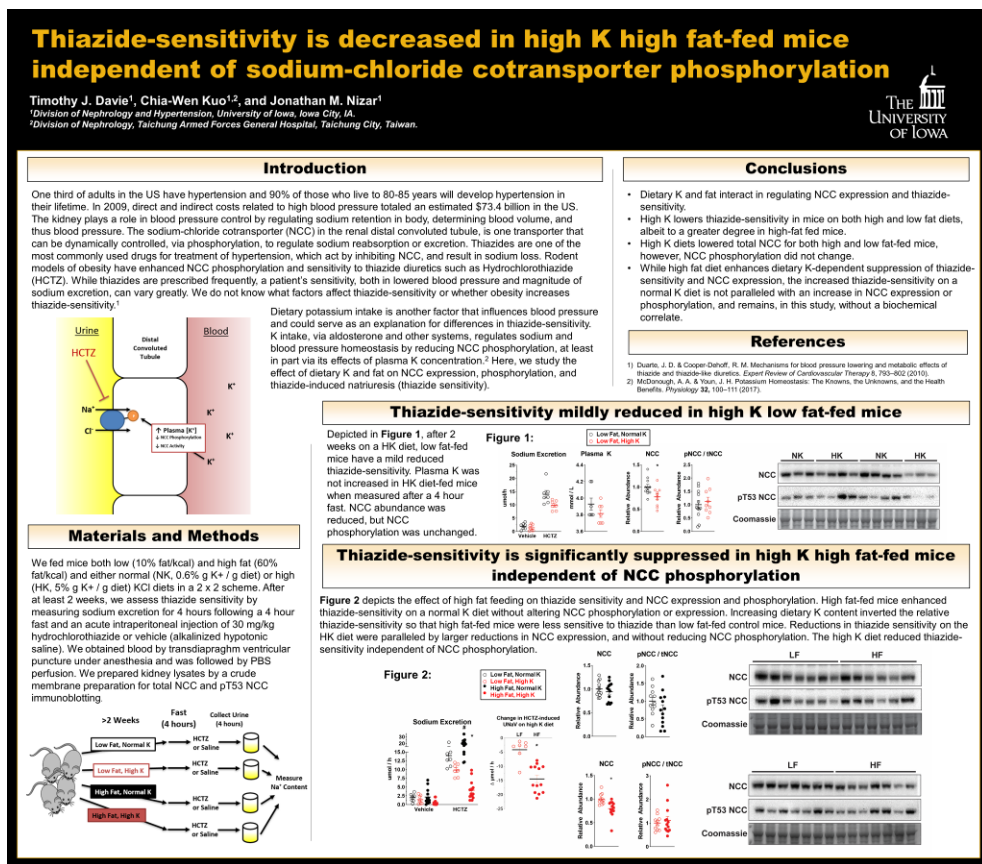 Thiazide-sensitivity is decreased in high K high fat-fed mice
independent of sodium-chloride cotransporter phosphorylation
Timothy J. Davie¹, Chia-Wen Kuo¹,², and Jonathan M. Nizar¹
¹Division of Nephrology and Hypertension, University of Iowa, Iowa City, IA.
²Division of Nephrology, Taichung Armed Forces General Hospital, Taichung City, Taiwan.
THE
UNIVERSITY
OF IOWA
Introduction
One third of adults in the US have hypertension and 90% of those who live to 80-85 years will develop hypertension in
their lifetime. In 2009, direct and indirect costs related to high blood pressure totaled an estimated $73.4 billion in the US.
The kidney plays a role in blood pressure control by regulating sodium retention in body, determining blood volume, and
thus blood pressure. The sodium-chloride cotransporter (NCC) in the renal distal convoluted tubule, is one transporter that
can be dynamically controlled, via phosphorylation, to regulate sodium reabsorption or excretion. Thiazides are one of the
most commonly used drugs for treatment of hypertension, which act by inhibiting NCC, and result in sodium loss. Rodent
models of obesity have enhanced NCC phosphorylation and sensitivity to thiazide diuretics such as Hydrochlorothiazide
(HCTZ). While thiazides are prescribed frequently, a patient's sensitivity, both in lowered blood pressure and magnitude of
sodium excretion, can vary greatly. We do not know what factors affect thiazide-sensitivity or whether obesity increases
thiazide-sensitivity.¹
Dietary potassium intake is another factor that influences blood pressure
and could serve as an explanation for differences in thiazide-sensitivity.
K intake, via aldosterone and other systems, regulates sodium and
blood pressure homeostasis by reducing NCC phosphorylation, at least
in part via its effects of plasma K concentration.² Here, we study the
effect of dietary K and fat on NCC expression, phosphorylation, and
thiazide-induced natriuresis (thiazide sensitivity).
Urine
Distal
Convoluted
Tubule
Blood
HCTZ
Na⁺
Cl⁻
K⁺
K⁺
K⁺
K⁺
↑ Plasma [K⁺]
↓ NCC Phosphorylation
↓ NCC Activity
Materials and Methods
We fed mice both low (10% fat/kcal) and high fat (60%
fat/kcal) and either normal (NK, 0.6% g K+ / g diet) or high
(HK, 5% g K+ / g diet) KCl diets in a 2 x 2 scheme. After
at least 2 weeks, we assess thiazide sensitivity by
measuring sodium excretion for 4 hours following a 4 hour
fast and an acute intraperitoneal injection of 30 mg/kg
hydrochlorothiazide or vehicle (alkalinized hypotonic
saline). We obtained blood by transdiapraghm ventricular
puncture under anesthesia and was followed by PBS
perfusion. We prepared kidney lysates by a crude
membrane preparation for total NCC and pT53 NCC
immunoblotting.
>2 Weeks
Fast
(4 hours)
Collect Urine
(4 hours)
Low Fat, Normal K
HCTZ
or Saline
Low Fat, High K
HCTZ
or Saline
High Fat, Normal K
HCTZ
or Saline
High Fat, High K
HCTZ
or Saline
Measure
Na⁺ Content
Conclusions
• Dietary K and fat interact in regulating NCC expression and thiazide-
sensitivity.
• High K lowers thiazide-sensitivity in mice on both high and low fat diets,
albeit to a greater degree in high-fat fed mice.
• High K diets lowered total NCC for both high and low fat-fed mice,
however, NCC phosphorylation did not change.
• While high fat diet enhances dietary K-dependent suppression of thiazide-
sensitivity and NCC expression, the increased thiazide-sensitivity on a
normal K diet is not paralleled with an increase in NCC expression or
phosphorylation, and remains, in this study, without a biochemical
correlate.
References
1) Duarte, J. D. & Cooper-Dehoff, R. M. Mechanisms for blood pressure lowering and metabolic effects of
thiazide and thiazide-like diuretics. Expert Review of Cardiovascular Therapy 8, 793–802 (2010).
2) McDonough, A. A. & Youn, J. H. Potassium Homeostasis: The Knowns, the Unknowns, and the Health
Benefits. Physiology 32, 100–111 (2017).
Thiazide-sensitivity mildly reduced in high K low fat-fed mice
Depicted in Figure 1, after 2
weeks on a HK diet, low fat-fed
mice have a mild reduced
thiazide-sensitivity. Plasma K was
not increased in HK diet-fed mice
when measured after a 4 hour
fast. NCC abundance was
reduced, but NCC
phosphorylation was unchanged.
Figure 1:
Low Fat, Normal K
Low Fat, High K
Sodium Excretion
Plasma K
NCC
pNCC / tNCC
umol/h
mmol / L
Relative Abundance
Relative Abundance
Vehicle
HCTZ
NK HK NK HK
NCC
pT53 NCC
Coomassie
Thiazide-sensitivity is significantly suppressed in high K high fat-fed mice
independent of NCC phosphorylation
Figure 2 depicts the effect of high fat feeding on thiazide sensitivity and NCC expression and phosphorylation. High fat-fed mice enhanced
thiazide-sensitivity on a normal K diet without altering NCC phosphorylation or expression. Increasing dietary K content inverted the relative
thiazide-sensitivity so that high fat-fed mice were less sensitive to thiazide than low fat-fed control mice. Reductions in thiazide sensitivity on the
HK diet were paralleled by larger reductions in NCC expression, and without reducing NCC phosphorylation. The high K diet reduced thiazide-
sensitivity independent of NCC phosphorylation.
Figure 2:
Low Fat, Normal K
Low Fat, High K
High Fat, Normal K
High Fat, High K
Sodium Excretion
umol / h
Vehicle
HCTZ
Change in HCTZ-induced
UNaV on high K diet
LF HF
Δ μmol / h
NCC
pNCC / tNCC
Relative Abundance
Relative Abundance
LF HF
NCC
pT53 NCC
Coomassie
NCC
pNCC / tNCC
Relative Abundance
Relative Abundance
LF HF
NCC
pT53 NCC
Coomassie